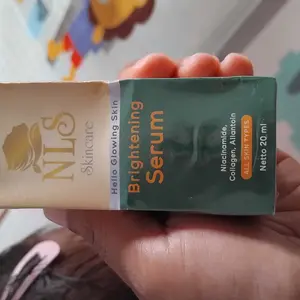 NLS
Skincare
Hello Glowing Skin
Brightening
Serum
Niacinamide,
Collagen, Allantoin
ALL SKIN TYPES
Netto 20 ml